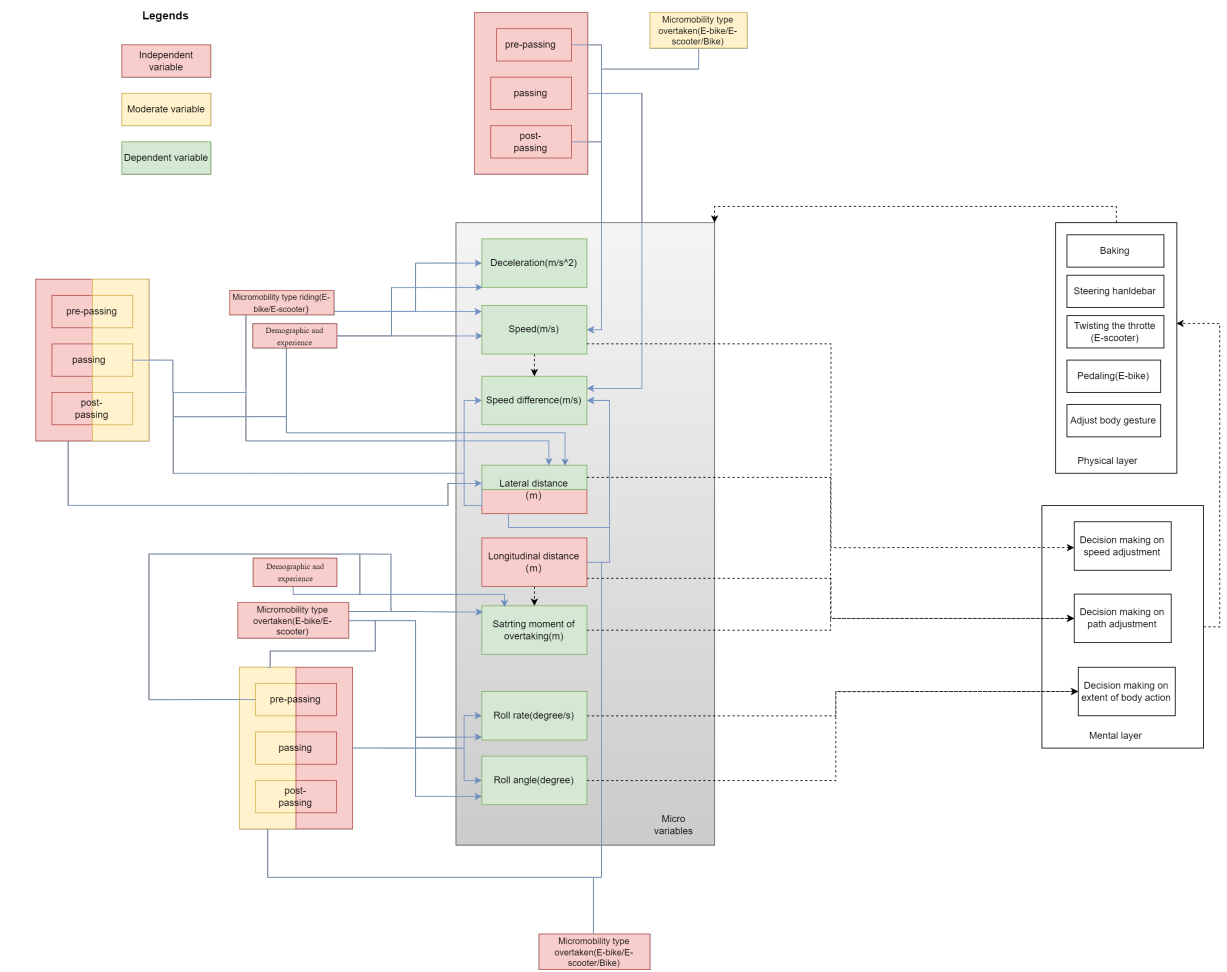 Legends
Independent
variable
Moderate variable
Dependent variable
pre-passing
passing
post-
passing
Micromobility type
overtaken(E-bike/E-
scooter/Bike)
pre-passing
passing
post-
passing
Micromobility type riding(E-
bike/E-scooter)
Demographic and
experience
Deceleration(m/s^2)
Speed(m/s)
Speed difference(m/s)
Lateral distance
(m)
Longitudinal distance
(m)
Satrting moment of
overtaking(m)
Roll rate(degree/s)
Roll angle(degree)
Micro
variables
Demographic and
experience
Micromobility type
overtaken(E-bike/E-
scooter)
pre-passing
passing
post-
passing
Micromobility type
overtaken(E-bike/E-
scooter/Bike)
Baking
Steering hanldebar
Twisting the throtte
(E-scooter)
Pedaling(E-bike)
Adjust body gesture
Physical layer
Decision making on
speed adjustment
Decision making on
path adjustment
Decision making on
extent of body action
Mental layer